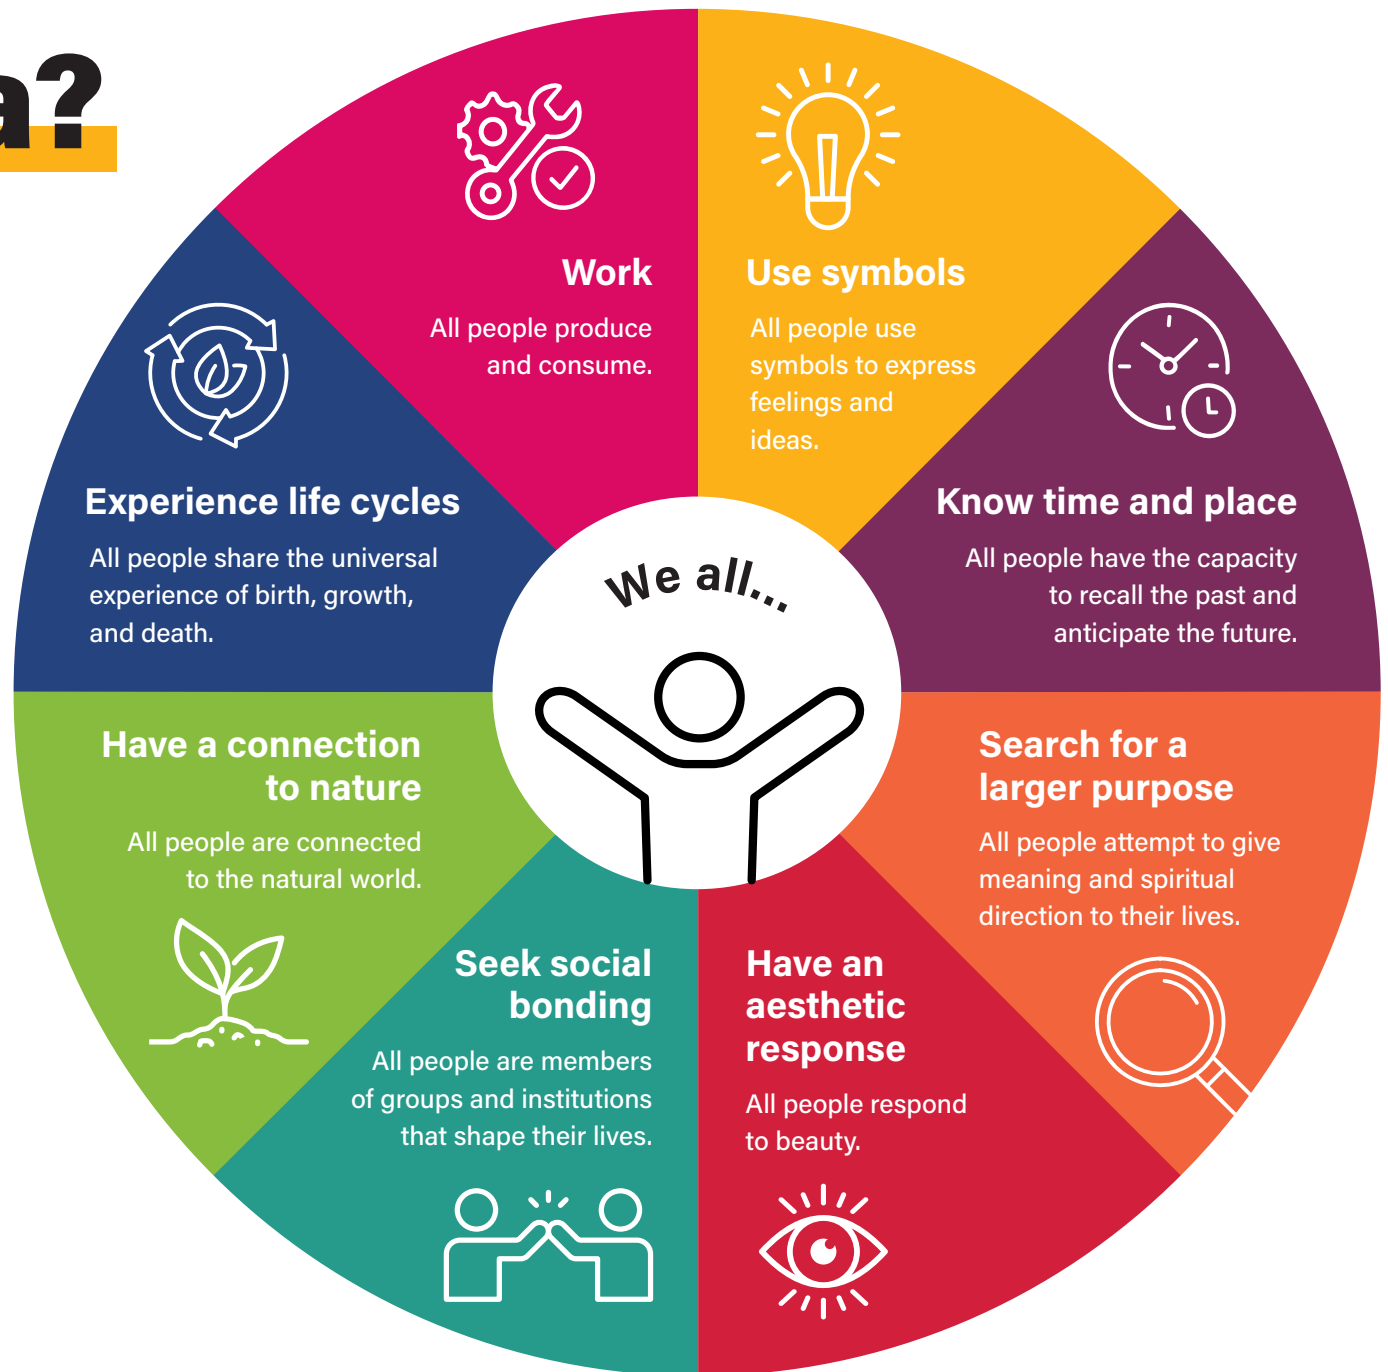 a?
Work
All people produce
and consume.
Use symbols
All people use
symbols to express
feelings and
ideas.
Know time and place
All people have the capacity
to recall the past and
anticipate the future.
Search for a
larger purpose
All people attempt to give
meaning and spiritual
direction to their lives.
Have an
aesthetic
response
All people respond
to beauty.
Seek social
bonding
All people are members
of groups and institutions
that shape their lives.
Have a connection
to nature
All people are connected
to the natural world.
Experience life cycles
All people share the universal
experience of birth, growth,
and death.
We all...